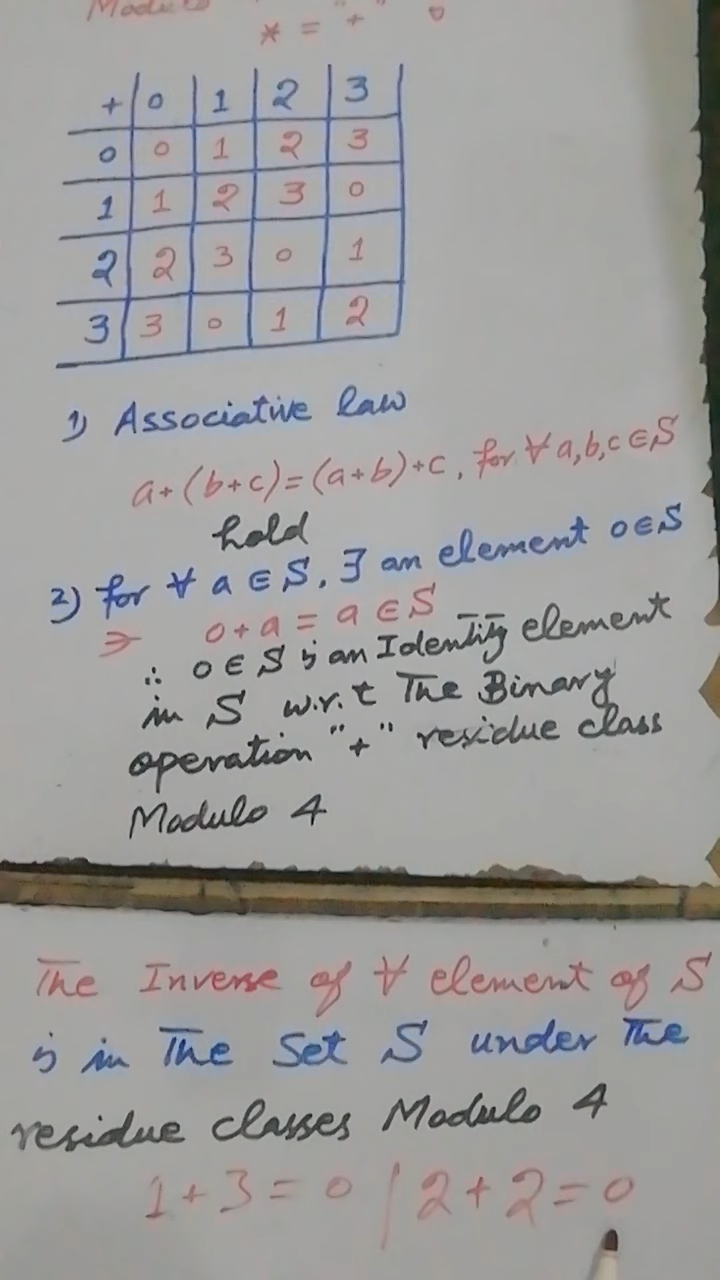 Modulo
* = "+"
+ 0 1 2 3
0 0 1 2 3
1 1 2 3 0
2 2 3 0 1
3 3 0 1 2
1) Associative law
a+(b+c)=(a+b)+c, for ∀ a,b,c ∈ S
hold
2) for ∀ a ∈ S, ∃ an element 0 ∈ S
⇒ 0+a = a ∈ S
∴ 0 ∈ S is an Identity element
in S w.r.t The Binary
operation "+" residue class
Modulo 4
The Inverse of ∀ element of S
is in The Set S under The
residue classes Modulo 4
1+3=0 / 2+2=0